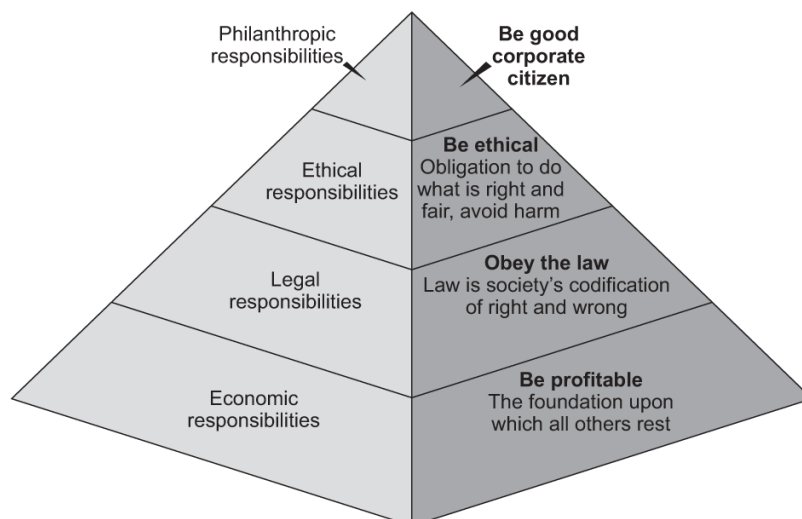 Philanthropic
responsibilities
Be good
corporate
citizen
Ethical
responsibilities
Be ethical
Obligation to do
what is right and
fair, avoid harm
Legal
responsibilities
Obey the law
Law is society’s codification
of right and wrong
Economic
responsibilities
Be profitable
The foundation upon
which all others rest